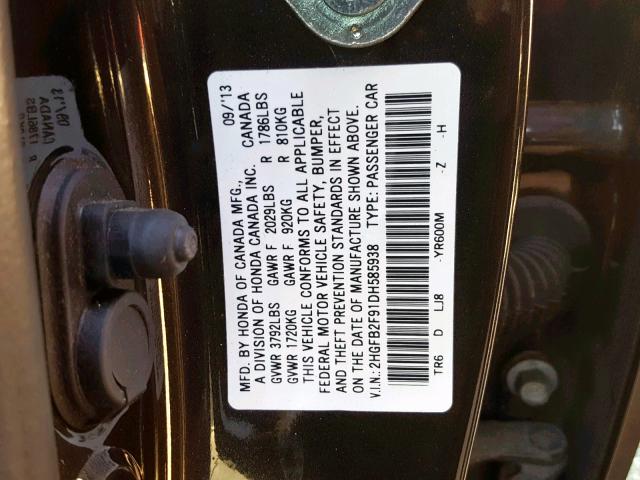 MFD. BY HONDA OF CANADA MFG., 09/'13
A DIVISION OF HONDA CANADA INC. CANADA
GVWR 3792LBS GAWR F 2029LBS R 1786LBS
GVWR 1720KG GAWR F 920KG R 810KG
THIS VEHICLE CONFORMS TO ALL APPLICABLE
FEDERAL MOTOR VEHICLE SAFETY, BUMPER,
AND THEFT PREVENTION STANDARDS IN EFFECT
ON THE DATE OF MANUFACTURE SHOWN ABOVE.
V.I.N.: 2HGFB2F91DH585938 TYPE: PASSENGER CAR
TR6 D LJ8 -YR600M -Z -H